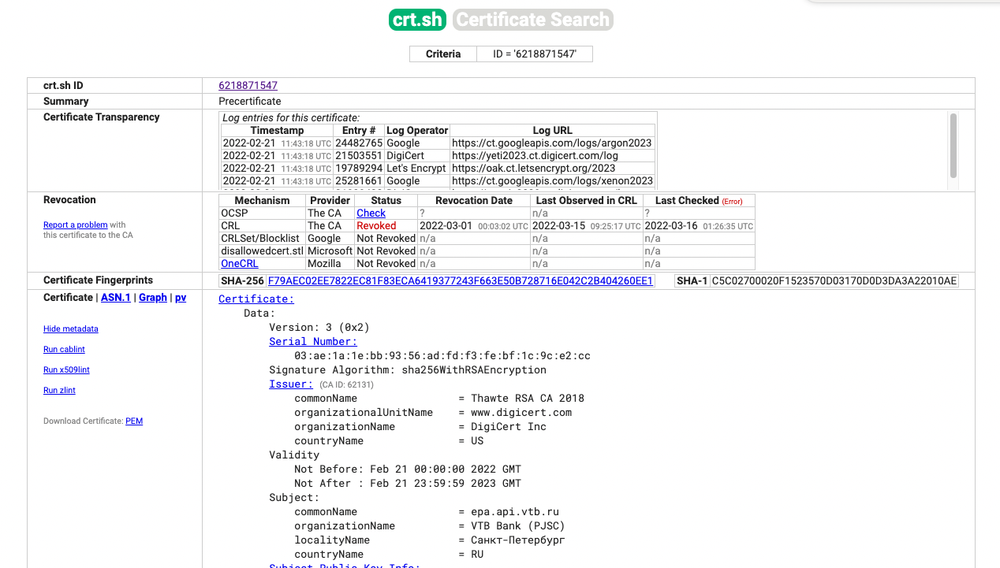 crt.sh Certificate Search
Criteria ID = '6218871547'
crt.sh ID 6218871547
Summary Precertificate
Certificate Transparency
Log entries for this certificate:
Timestamp Entry # Log Operator Log URL
2022-02-21 11:43:18 UTC 24482765 Google https://ct.googleapis.com/logs/argon2023
2022-02-21 11:43:18 UTC 21503551 DigiCert https://yeti2023.ct.digicert.com/log
2022-02-21 11:43:18 UTC 19789294 Let's Encrypt https://oak.ct.letsencrypt.org/2023
2022-02-21 11:43:18 UTC 25281661 Google https://ct.googleapis.com/logs/xenon2023
Revocation
Report a problem with
this certificate to the CA
Mechanism Provider Status Revocation Date Last Observed in CRL Last Checked (Error)
OCSP The CA Check ? n/a ?
CRL The CA Revoked 2022-03-01 00:03:02 UTC 2022-03-15 09:25:17 UTC 2022-03-16 01:26:35 UTC
CRLSet/Blocklist Google Not Revoked n/a n/a n/a
disallowedcert.stl Microsoft Not Revoked n/a n/a n/a
OneCRL Mozilla Not Revoked n/a n/a n/a
Certificate Fingerprints SHA-256 F79AEC02EE7822EC81F83ECA6419377243F663E50B728716E042C2B404260EE1 SHA-1 C5C02700020F1523570D03170D0D3DA3A22010AE
Certificate | ASN.1 | Graph | pv
Hide metadata
Run cablint
Run x509lint
Run zlint
Download Certificate: PEM
Certificate:
Data:
Version: 3 (0x2)
Serial Number:
03:ae:1a:1e:bb:93:56:ad:fd:f3:fe:bf:1c:9c:e2:cc
Signature Algorithm: sha256WithRSAEncryption
Issuer: (CA ID: 62131)
commonName = Thawte RSA CA 2018
organizationalUnitName = www.digicert.com
organizationName = DigiCert Inc
countryName = US
Validity
Not Before: Feb 21 00:00:00 2022 GMT
Not After : Feb 21 23:59:59 2023 GMT
Subject:
commonName = epa.api.vtb.ru
organizationName = VTB Bank (PJSC)
localityName = Санкт-Петербург
countryName = RU
Subject Public Key Info: